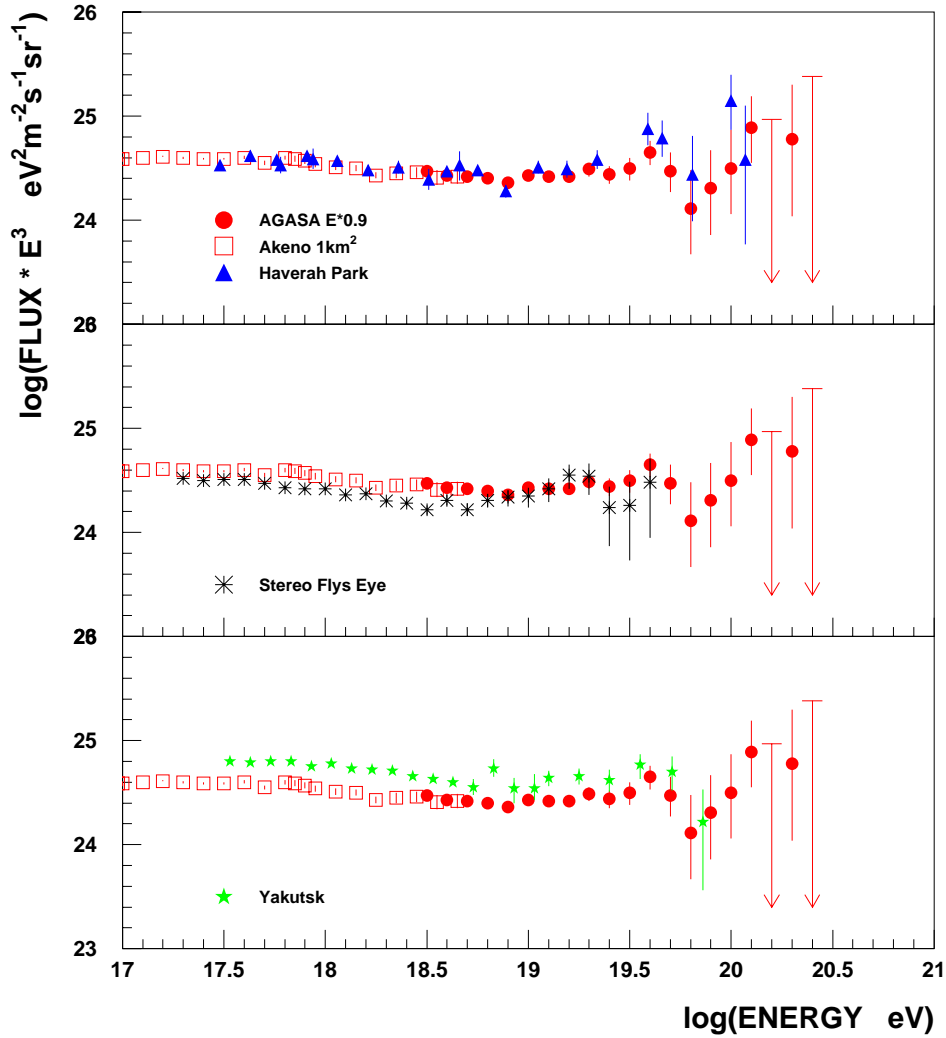 26
25
24
AGASA E*0.9
Akeno 1km²
Haverah Park
log(FLUX * E³ eV²m⁻²s⁻¹sr⁻¹)
26
25
24
Stereo Flys Eye
26
25
24
23
Yakutsk
17 17.5 18 18.5 19 19.5 20 20.5 21
log(ENERGY eV)